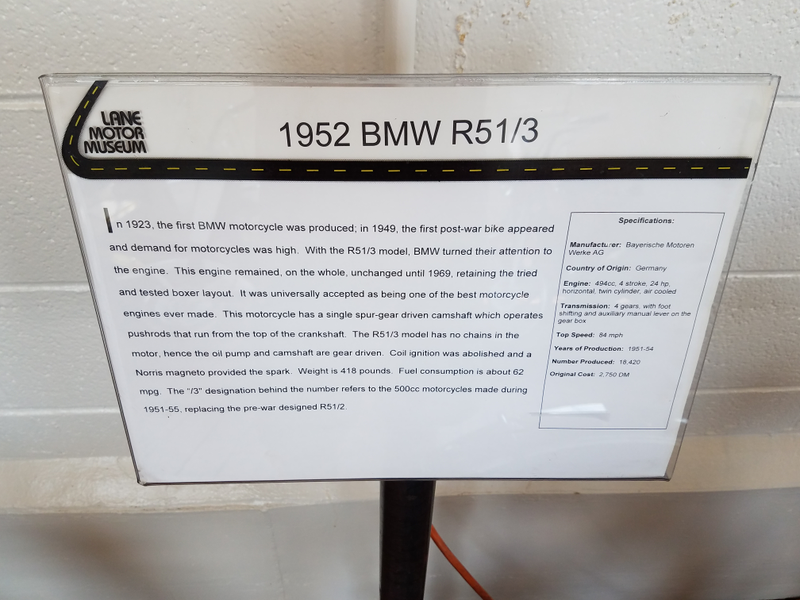 LANE
MOTOR
MUSEUM
1952 BMW R51/3
In 1923, the first BMW motorcycle was produced; in 1949, the first post-war bike appeared
and demand for motorcycles was high. With the R51/3 model, BMW turned their attention to
the engine. This engine remained, on the whole, unchanged until 1969, retaining the tried
and tested boxer layout. It was universally accepted as being one of the best motorcycle
engines ever made. This motorcycle has a single spur-gear driven camshaft which operates
pushrods that run from the top of the crankshaft. The R51/3 model has no chains in the
motor, hence the oil pump and camshaft are gear driven. Coil ignition was abolished and a
Norris magneto provided the spark. Weight is 418 pounds. Fuel consumption is about 62
mpg. The "/3" designation behind the number refers to the 500cc motorcycles made during
1951-55, replacing the pre-war designed R51/2.
Specifications:
Manufacturer: Bayerische Motoren
Werke AG
Country of Origin: Germany
Engine: 494cc, 4 stroke, 24 hp,
horizontal, twin cylinder, air cooled
Transmission: 4 gears, with foot
shifting and auxiliary manual lever on the
gear box
Top Speed: 84 mph
Years of Production: 1951-54
Number Produced: 18,420
Original Cost: 2,750 DM